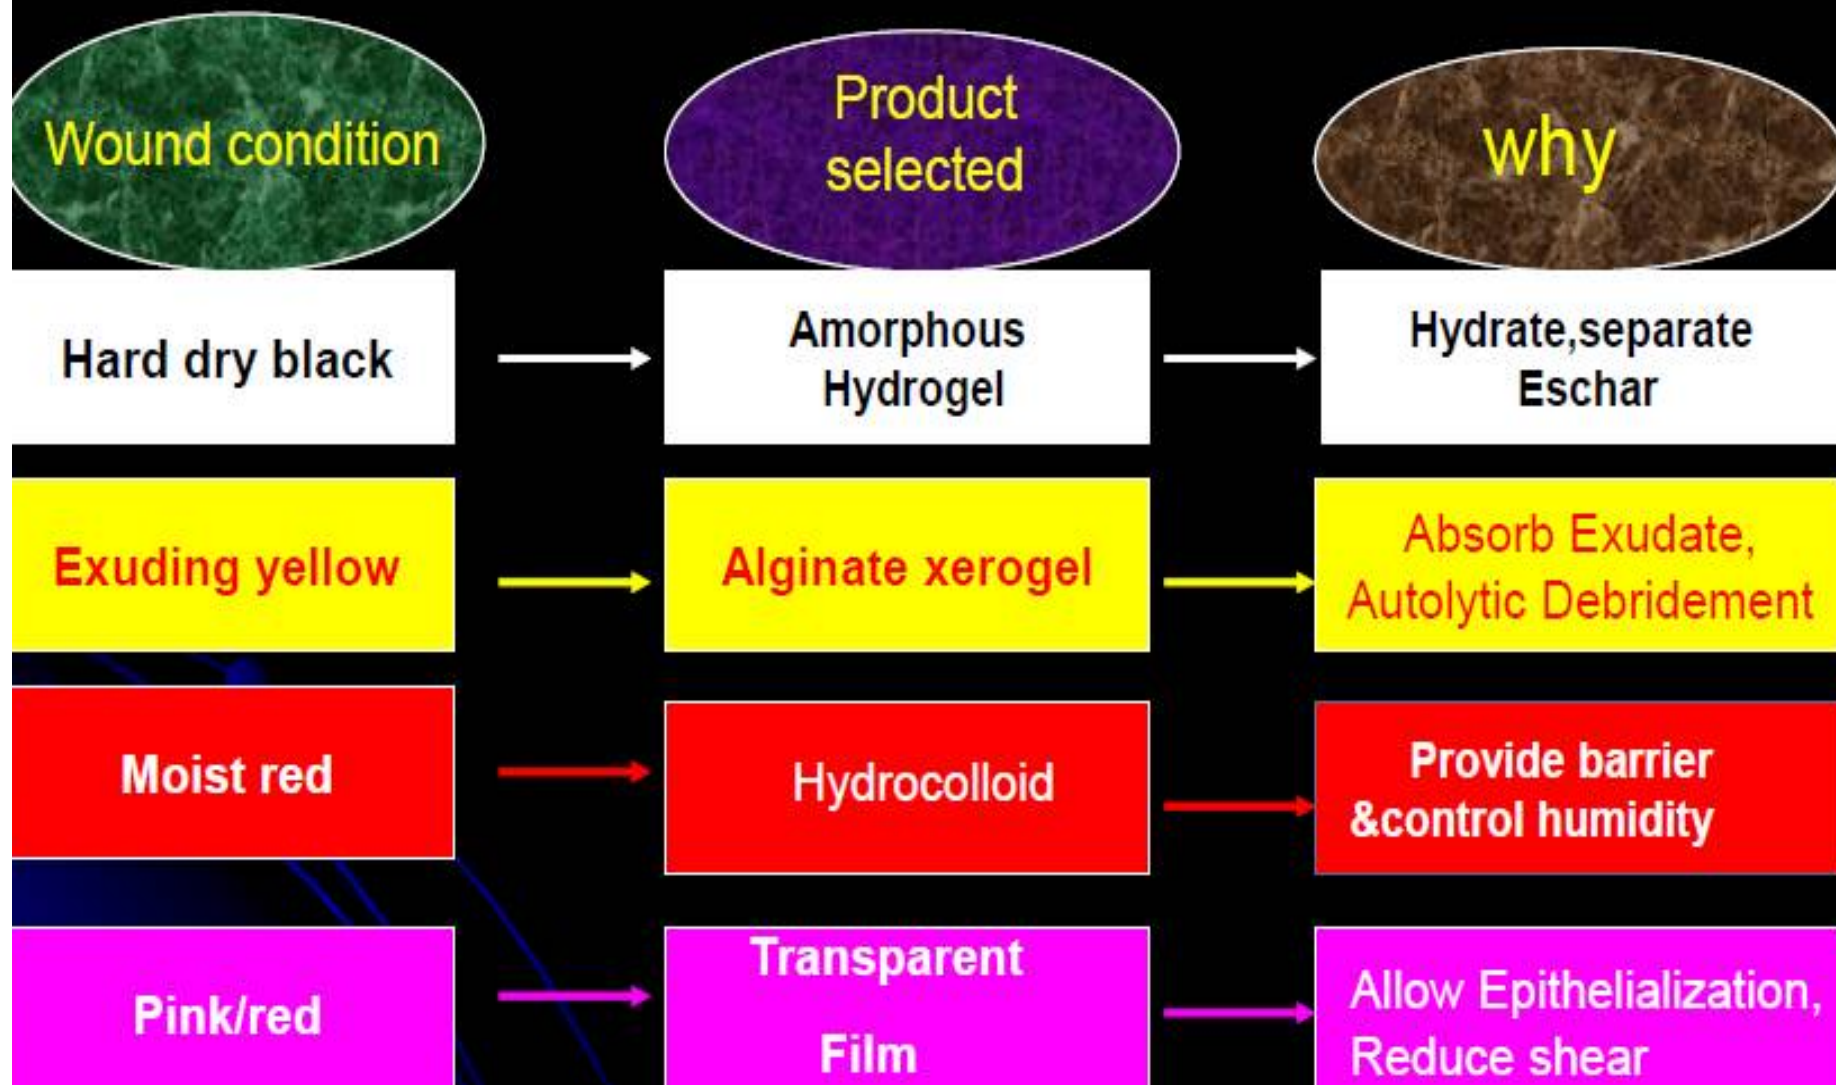 Wound condition
Product
selected
why
Hard dry black
Amorphous
Hydrogel
Hydrate,separate
Eschar
Exuding yellow
Alginate xerogel
Absorb Exudate,
Autolytic Debridement
Moist red
Hydrocolloid
Provide barrier
&control humidity
Pink/red
Transparent
Film
Allow Epithelialization,
Reduce shear